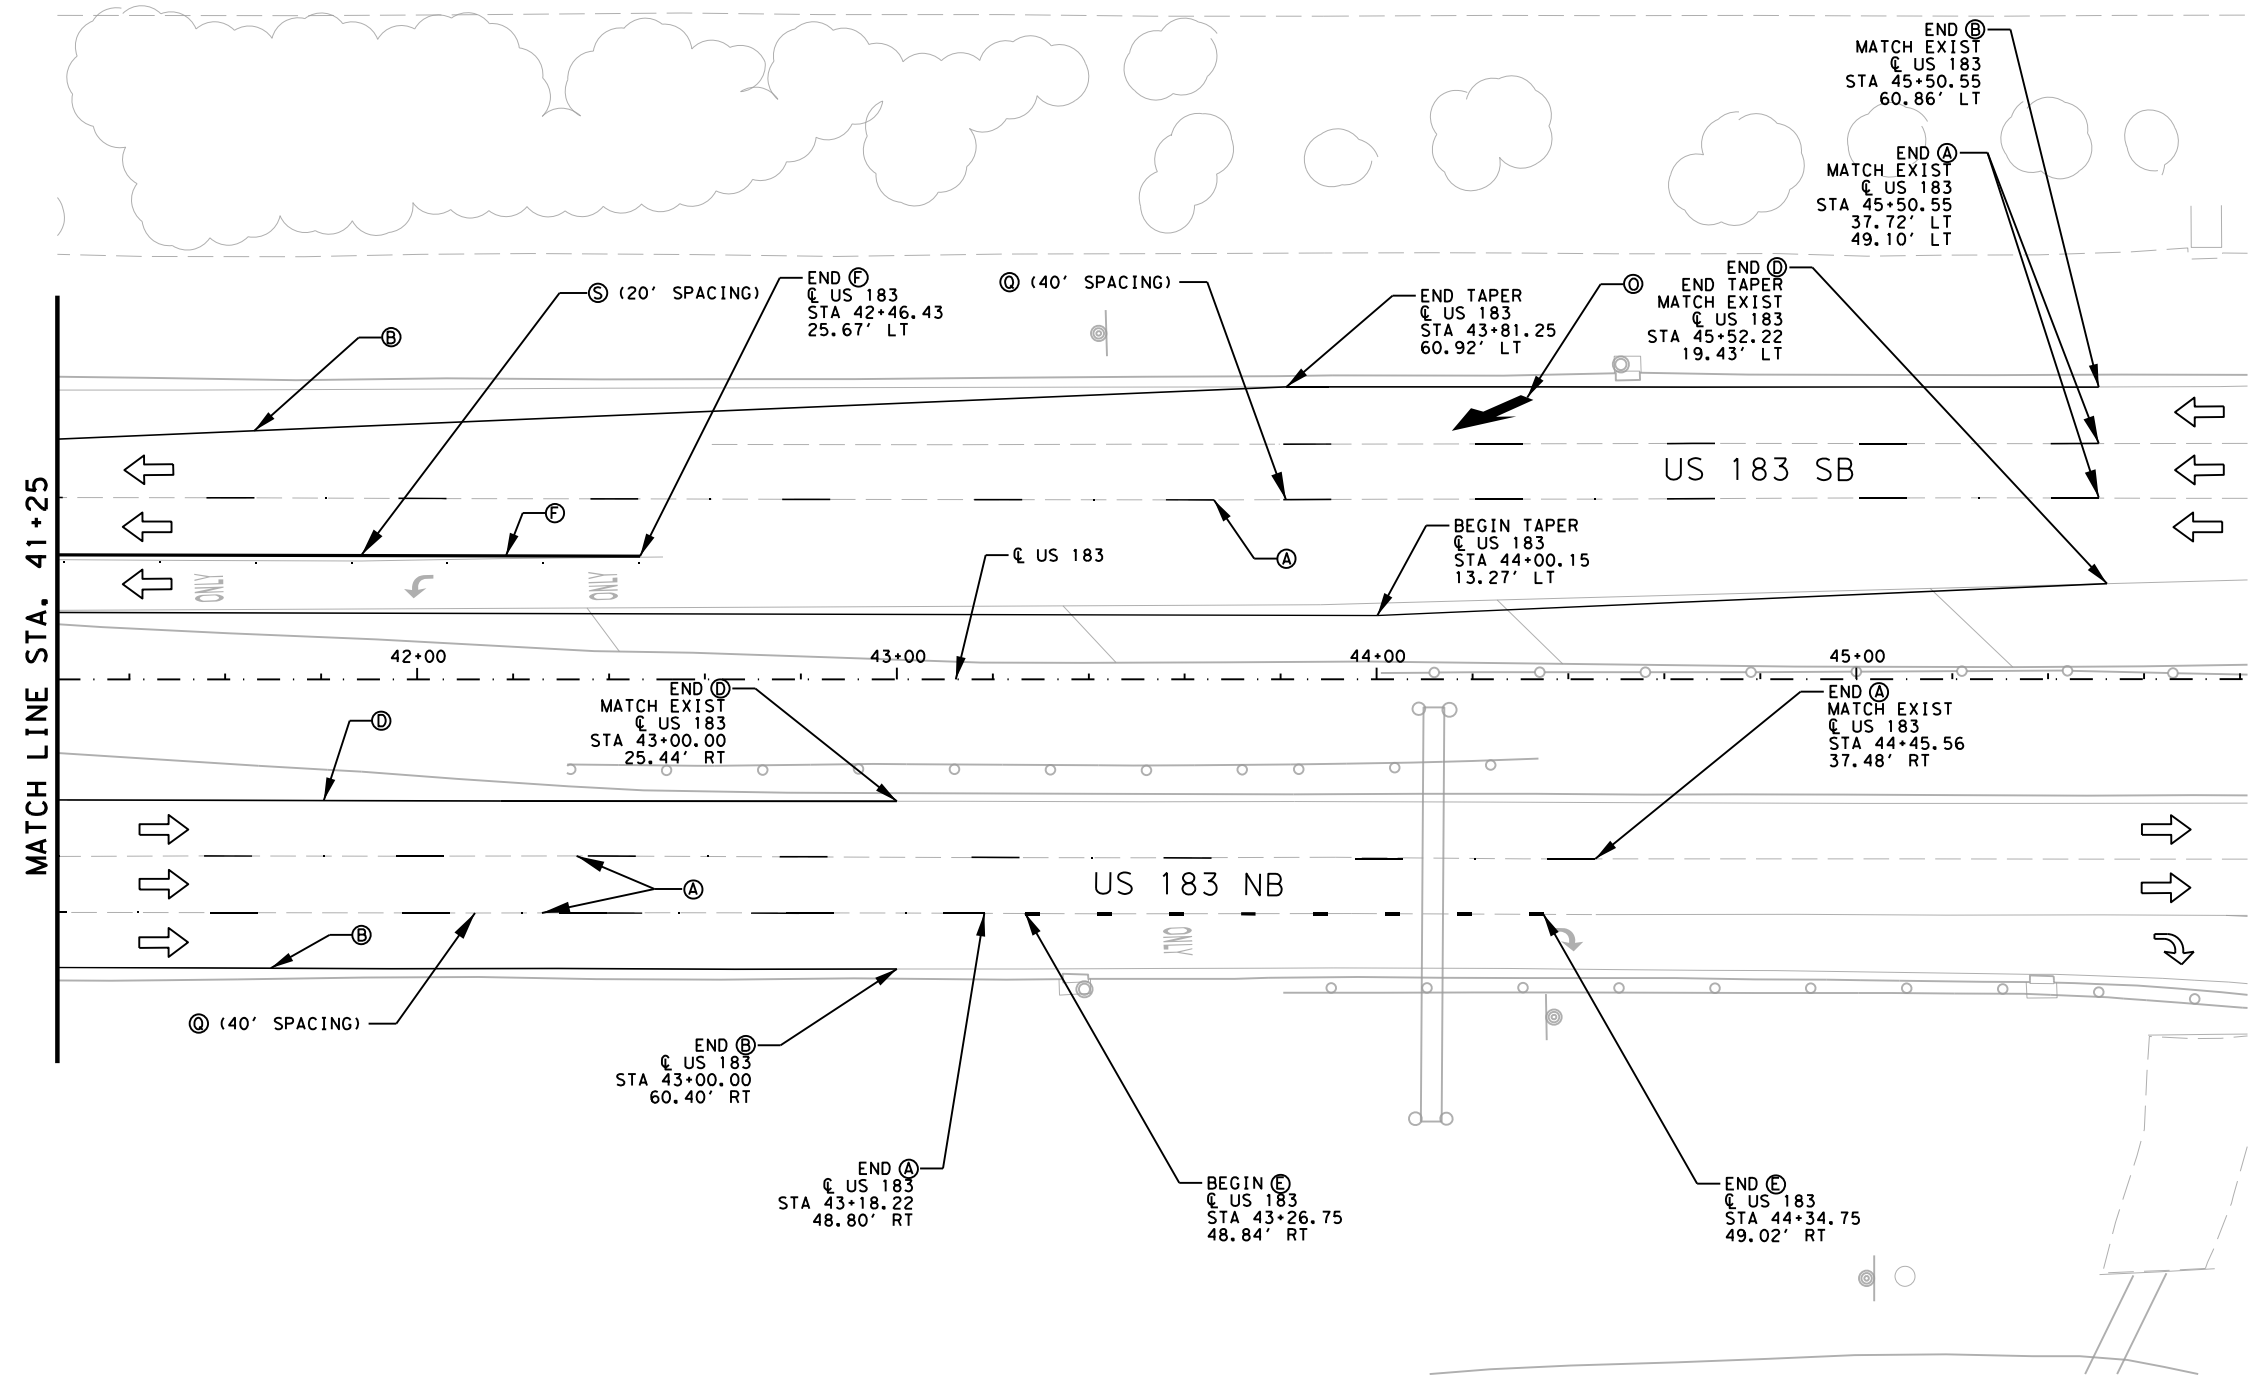 END Ⓑ
MATCH EXIST
℄ US 183
STA 45+50.55
60.86' LT
END Ⓐ
MATCH EXIST
℄ US 183
STA 45+50.55
37.72' LT
49.10' LT
Ⓑ
Ⓢ (20' SPACING)
END Ⓕ
℄ US 183
STA 42+46.43
25.67' LT
Ⓠ (40' SPACING)
END TAPER
℄ US 183
STA 43+81.25
60.92' LT
Ⓞ
END Ⓓ
END TAPER
MATCH EXIST
℄ US 183
STA 45+52.22
19.43' LT
US 183 SB
Ⓕ
Ⓐ
℄ US 183
BEGIN TAPER
℄ US 183
STA 44+00.15
13.27' LT
ONLY
ONLY
MATCH LINE STA. 41+25
42+00
43+00
44+00
45+00
END Ⓓ
MATCH EXIST
℄ US 183
STA 43+00.00
25.44' RT
Ⓓ
END Ⓐ
MATCH EXIST
℄ US 183
STA 44+45.56
37.48' RT
Ⓐ
US 183 NB
ONLY
Ⓑ
Ⓠ (40' SPACING)
END Ⓑ
℄ US 183
STA 43+00.00
60.40' RT
END Ⓐ
℄ US 183
STA 43+18.22
48.80' RT
BEGIN Ⓔ
℄ US 183
STA 43+26.75
48.84' RT
END Ⓔ
℄ US 183
STA 44+34.75
49.02' RT